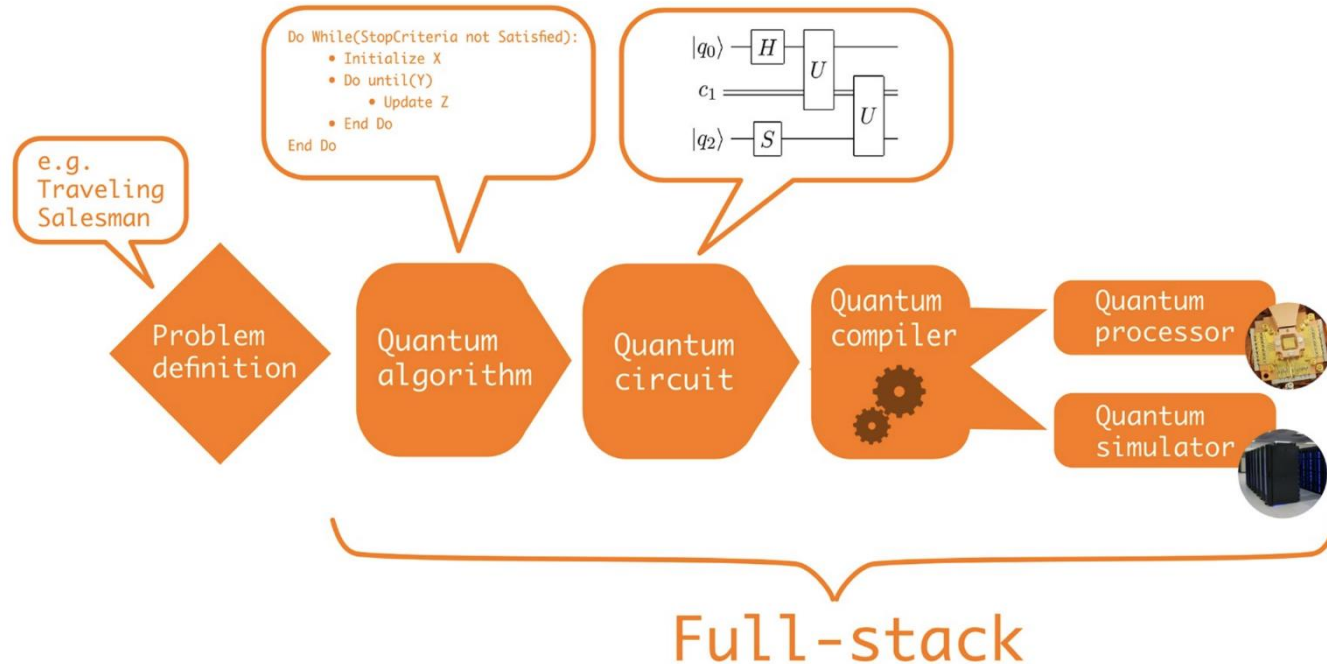 Do While(StopCriteria not Satisfied):
• Initialize X
• Do until(Y)
• Update Z
• End Do
End Do
|q₀⟩ H
U
c₁
U
|q₂⟩ S
e.g.
Traveling
Salesman
Problem
definition
Quantum
algorithm
Quantum
circuit
Quantum
compiler
Quantum
processor
Quantum
simulator
Full-stack